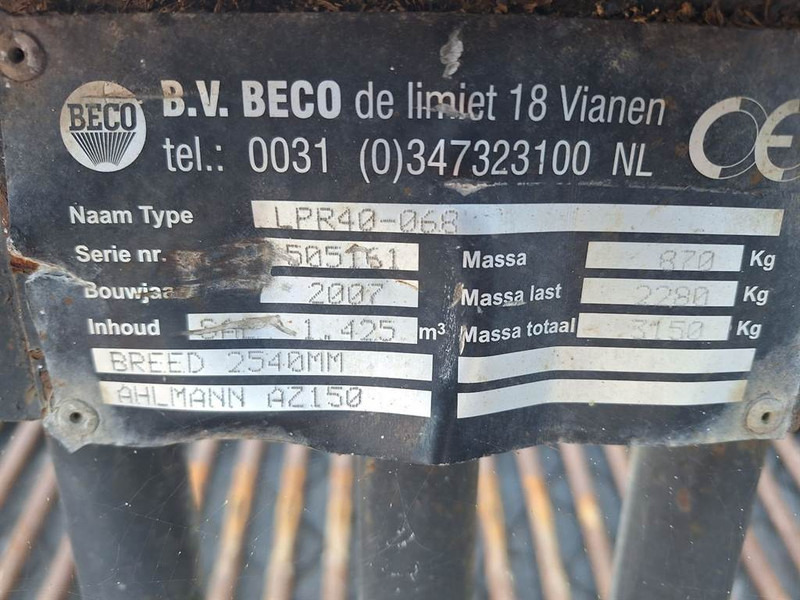 BECO
B.V. BECO de limiet 18 Vianen
tel.: 0031 (0)347323100 NL
CE
Naam Type LPR40-068
Serie nr. 505161
Massa 870 Kg
Bouwjaa 2007
Massa last 2280 Kg
Inhoud 1.425 m³
Massa totaal 3150 Kg
BREED 2540MM
AHLMANN AZ150